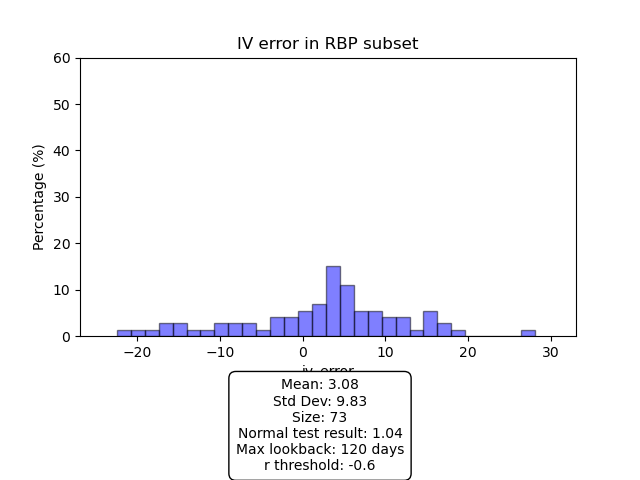 IV error in RBP subset
60
50
40
30
20
10
0
Percentage (%)
−20
−10
0
10
20
30
iv_error
Mean: 3.08
Std Dev: 9.83
Size: 73
Normal test result: 1.04
Max lookback: 120 days
r threshold: -0.6